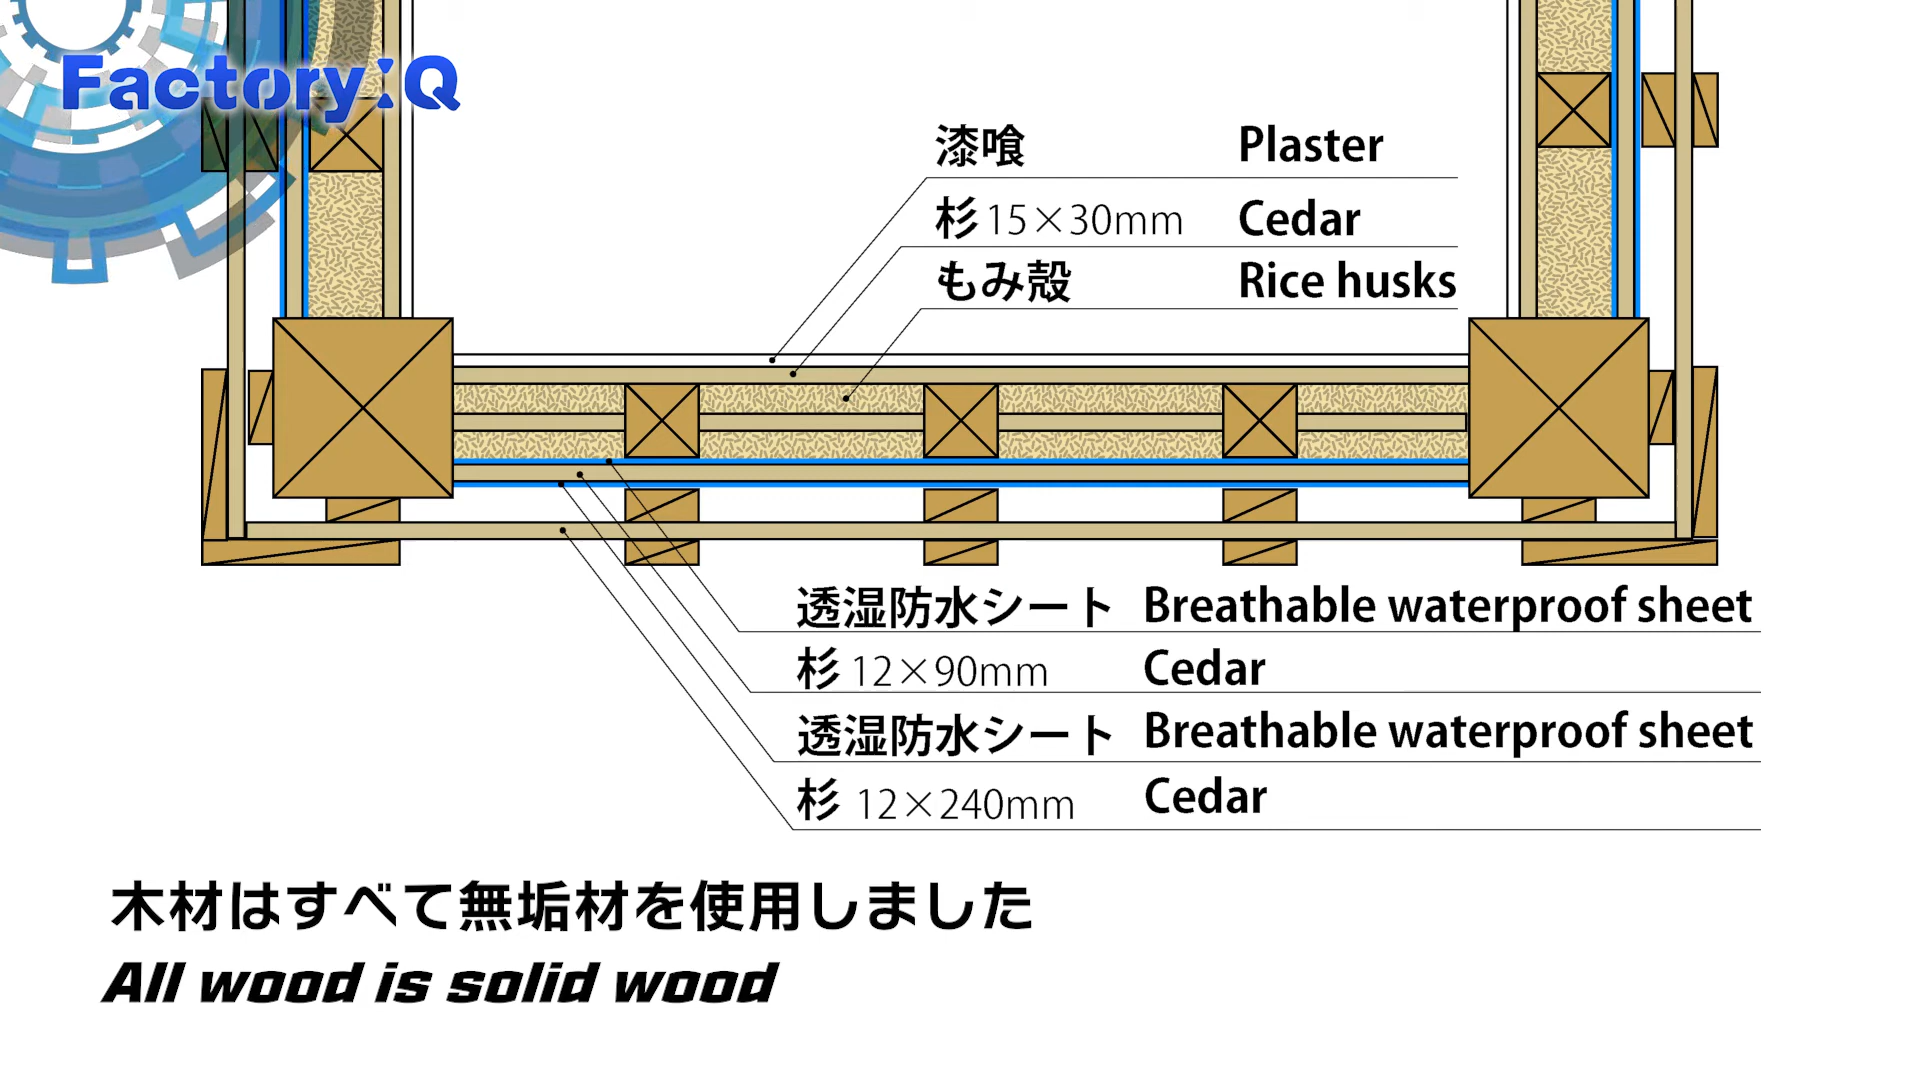 Factory:Q
漆喰 Plaster
杉 15×30mm Cedar
もみ殻 Rice husks
透湿防水シート Breathable waterproof sheet
杉 12×90mm Cedar
透湿防水シート Breathable waterproof sheet
杉 12×240mm Cedar
木材はすべて無垢材を使用しました
All wood is solid wood